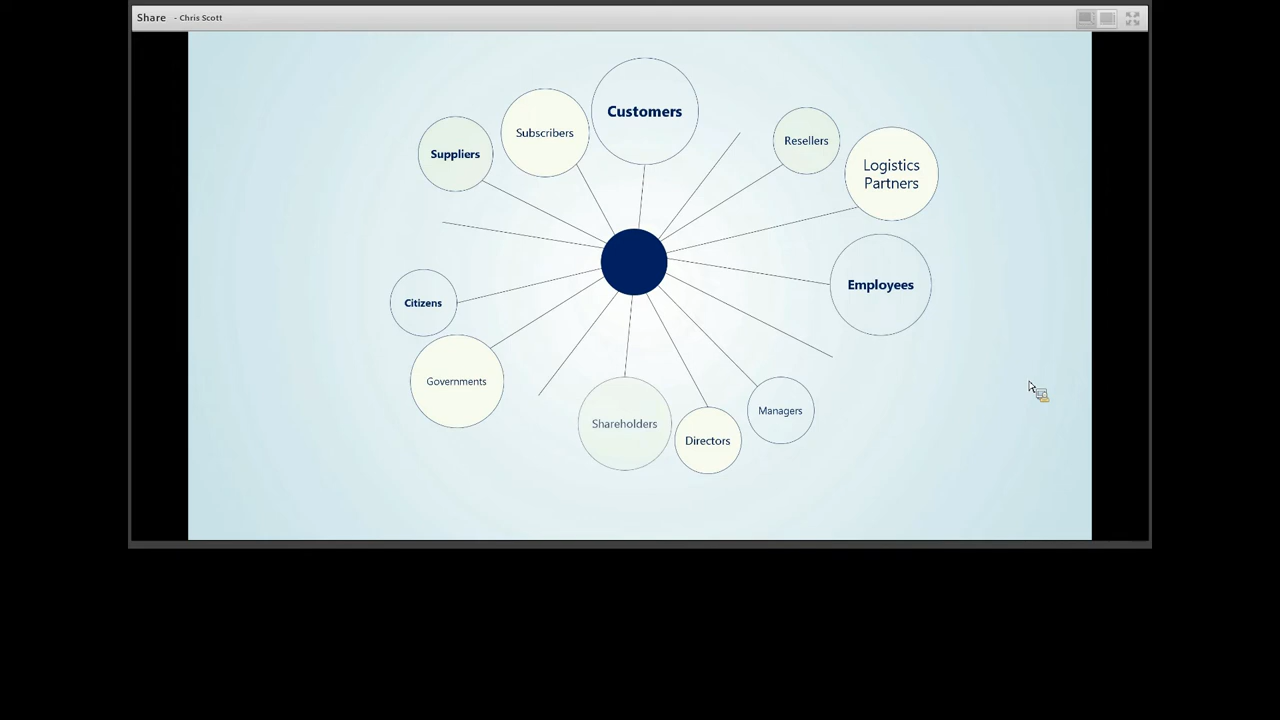 Share - Chris Scott
Customers
Subscribers
Resellers
Suppliers
Logistics
Partners
Employees
Citizens
Governments
Managers
Shareholders
Directors